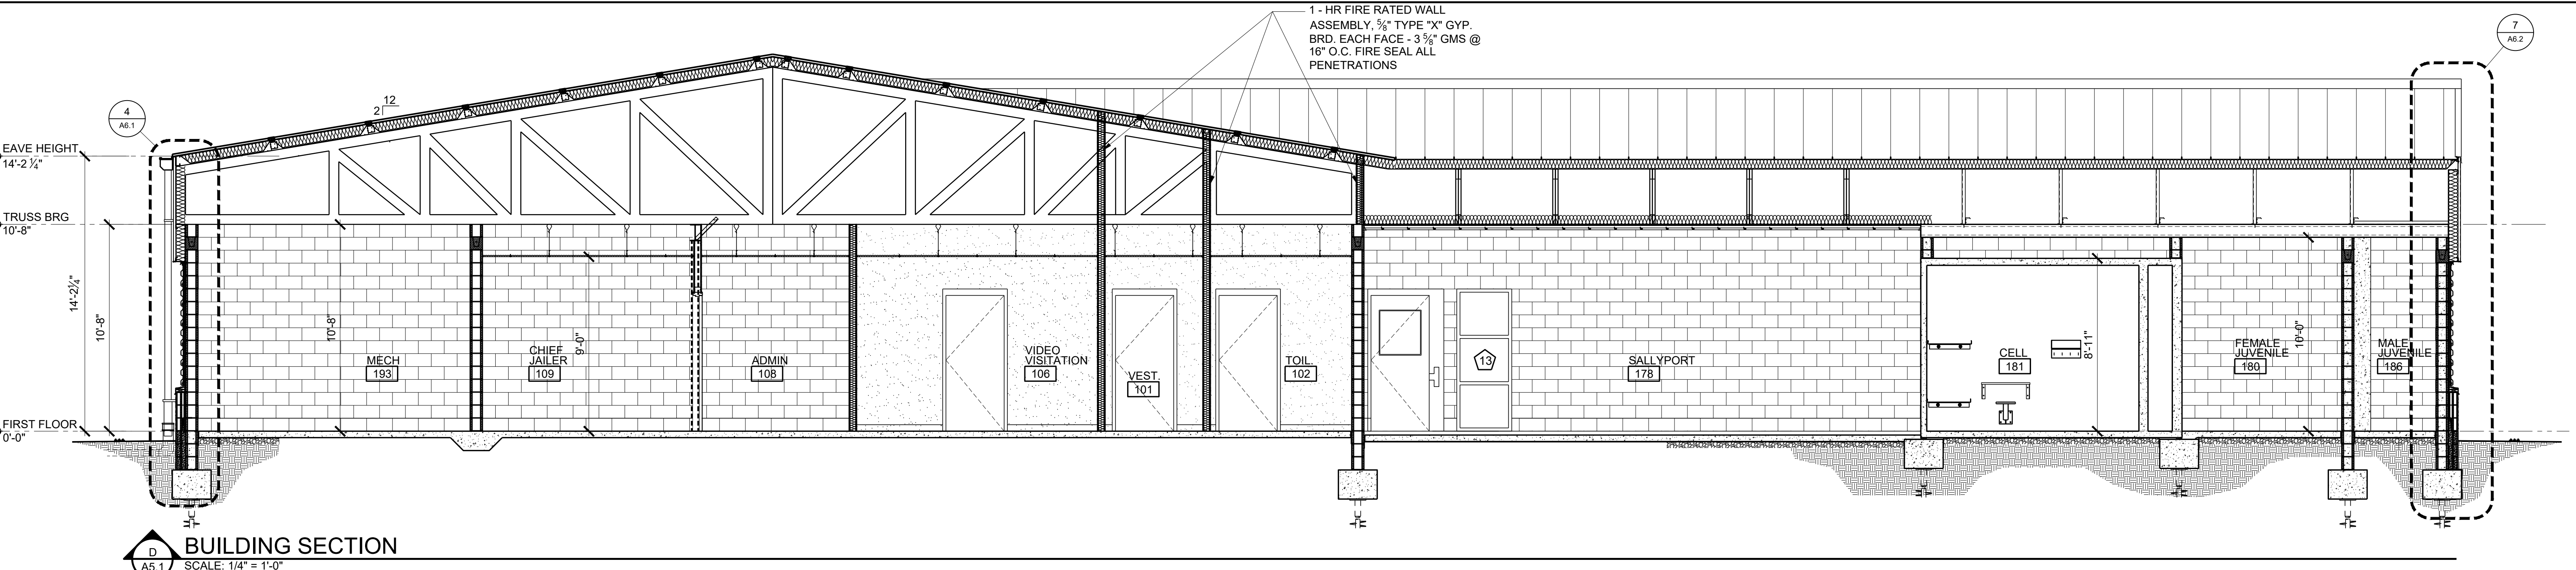 1 - HR FIRE RATED WALL
ASSEMBLY, 5⁄8" TYPE "X" GYP.
BRD. EACH FACE - 3 5⁄8" GMS @
16" O.C. FIRE SEAL ALL
PENETRATIONS
7
A6.2
4
A6.1
12
2
EAVE HEIGHT
14'-2 1⁄4"
TRUSS BRG
10'-8"
FIRST FLOOR
0'-0"
14'-2 1⁄4"
10'-8"
10'-8"
MECH
193
CHIEF
JAILER
109
9'-0"
ADMIN
108
VIDEO
VISITATION
106
VEST.
101
TOIL.
102
13
SALLYPORT
178
CELL
181
8'-11"
FEMALE
JUVENILE
180
10'-0"
MALE
JUVENILE
186
D
A5.1
BUILDING SECTION
SCALE: 1/4" = 1'-0"